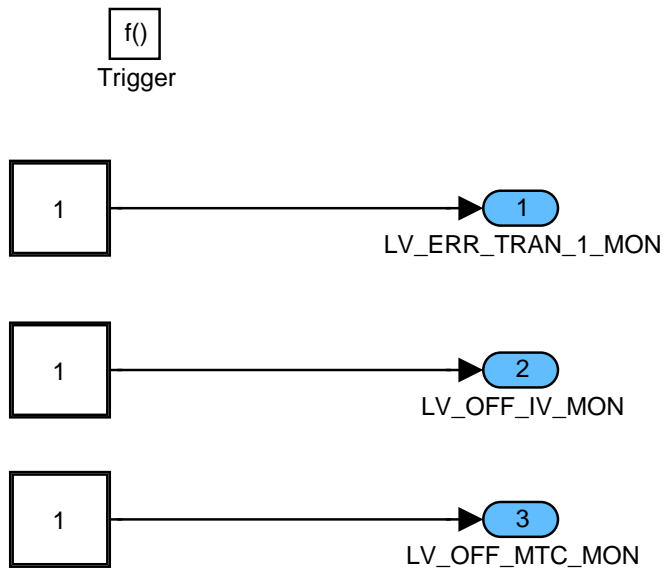 f()
Trigger
1
1
LV_ERR_TRAN_1_MON
1
2
LV_OFF_IV_MON
1
3
LV_OFF_MTC_MON